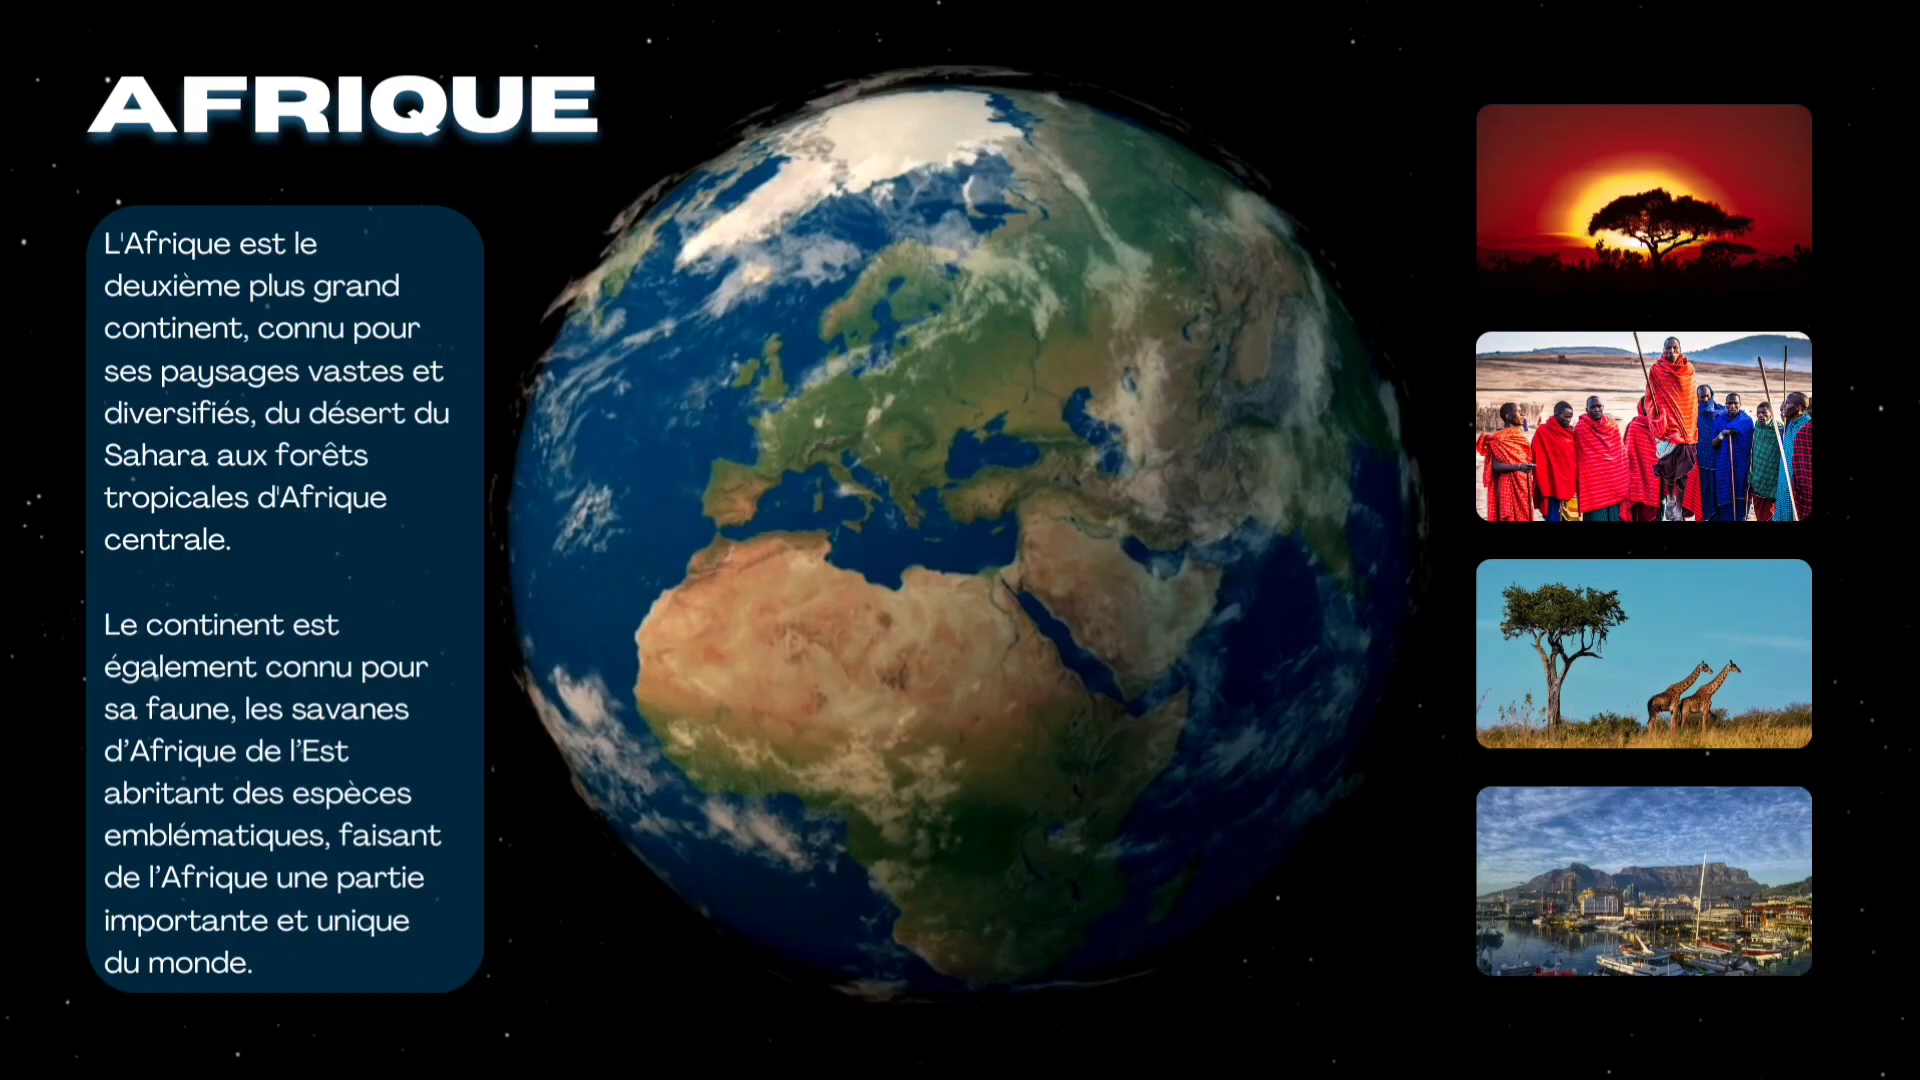 AFRIQUE
L'Afrique est le
deuxième plus grand
continent, connu pour
ses paysages vastes et
diversifiés, du désert du
Sahara aux forêts
tropicales d'Afrique
centrale.
Le continent est
également connu pour
sa faune, les savanes
d’Afrique de l’Est
abritant des espèces
emblématiques, faisant
de l’Afrique une partie
importante et unique
du monde.